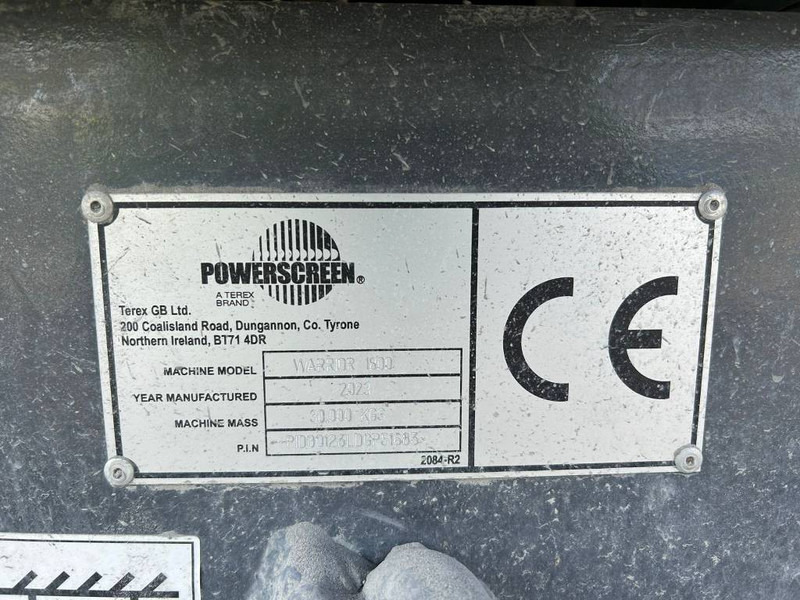 POWERSCREEN®
A TEREX
BRAND
Terex GB Ltd.
200 Coalisland Road, Dungannon, Co. Tyrone
Northern Ireland, BT71 4DR
MACHINE MODEL WARRIOR
YEAR MANUFACTURED
MACHINE MASS KGS
P.I.N
2084-R2
CE